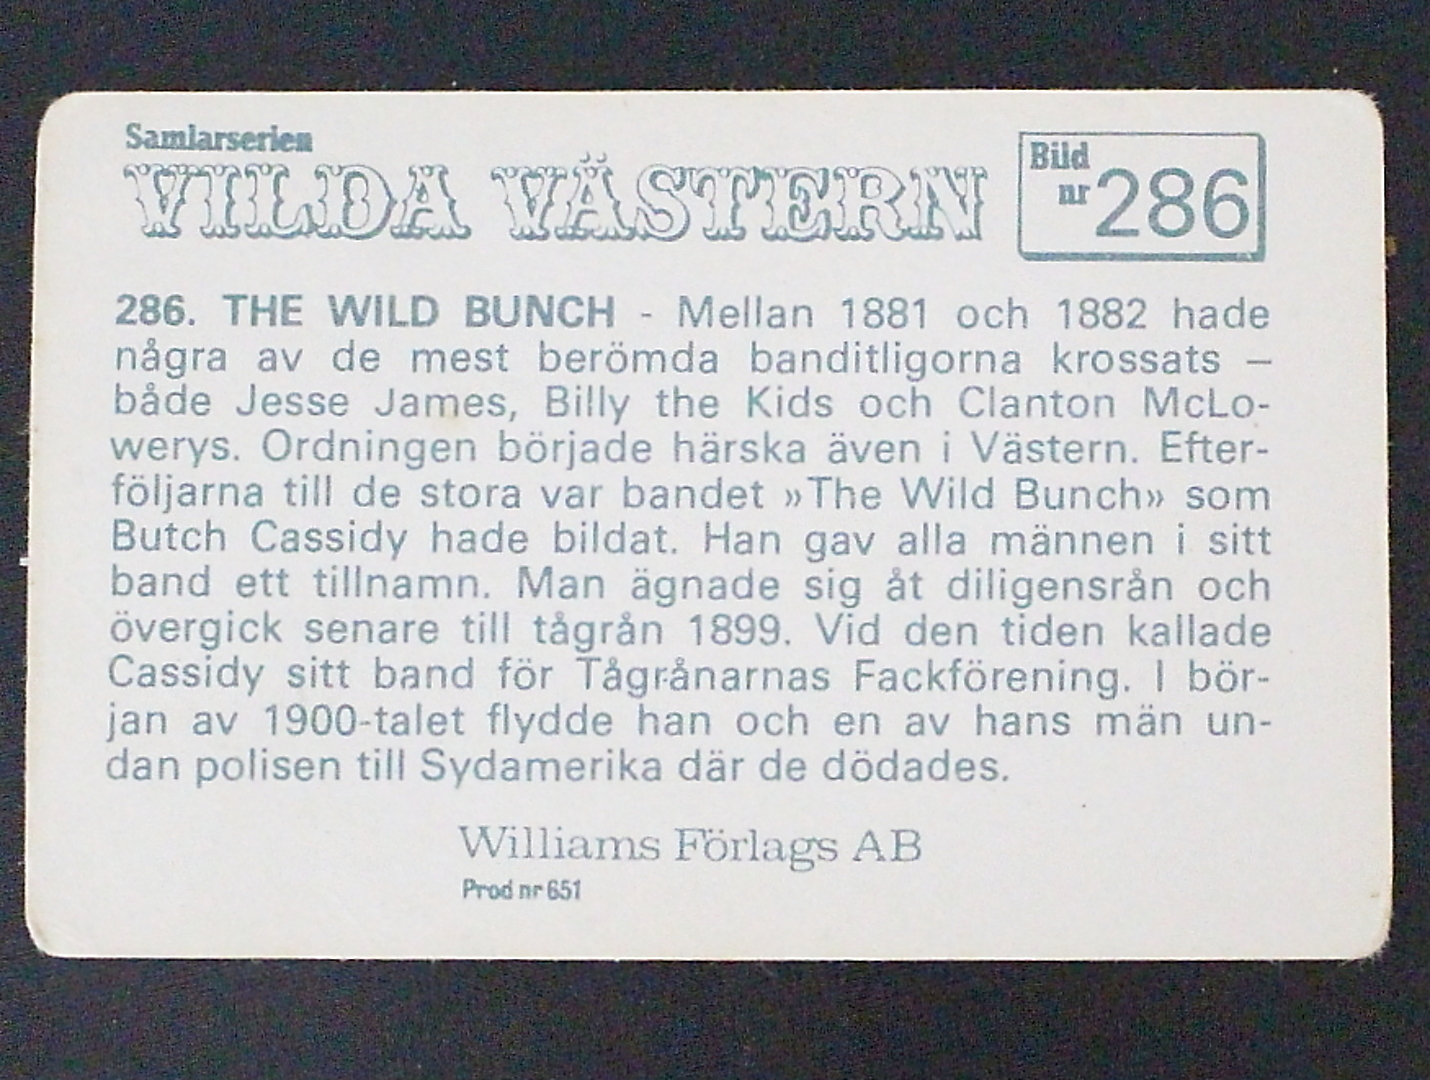 Samlarserien
VILDA VÄSTERN
Bild
nr 286
286. THE WILD BUNCH - Mellan 1881 och 1882 hade
några av de mest berömda banditligorna krossats —
både Jesse James, Billy the Kids och Clanton McLo-
werys. Ordningen började härska även i Västern. Efter-
följarna till de stora var bandet »The Wild Bunch» som
Butch Cassidy hade bildat. Han gav alla männen i sitt
band ett tillnamn. Man ägnade sig åt diligensrån och
övergick senare till tågrån 1899. Vid den tiden kallade
Cassidy sitt band för Tågrånarnas Fackförening. I bör-
jan av 1900-talet flydde han och en av hans män un-
dan polisen till Sydamerika där de dödades.
Williams Förlags AB
Prod nr 651